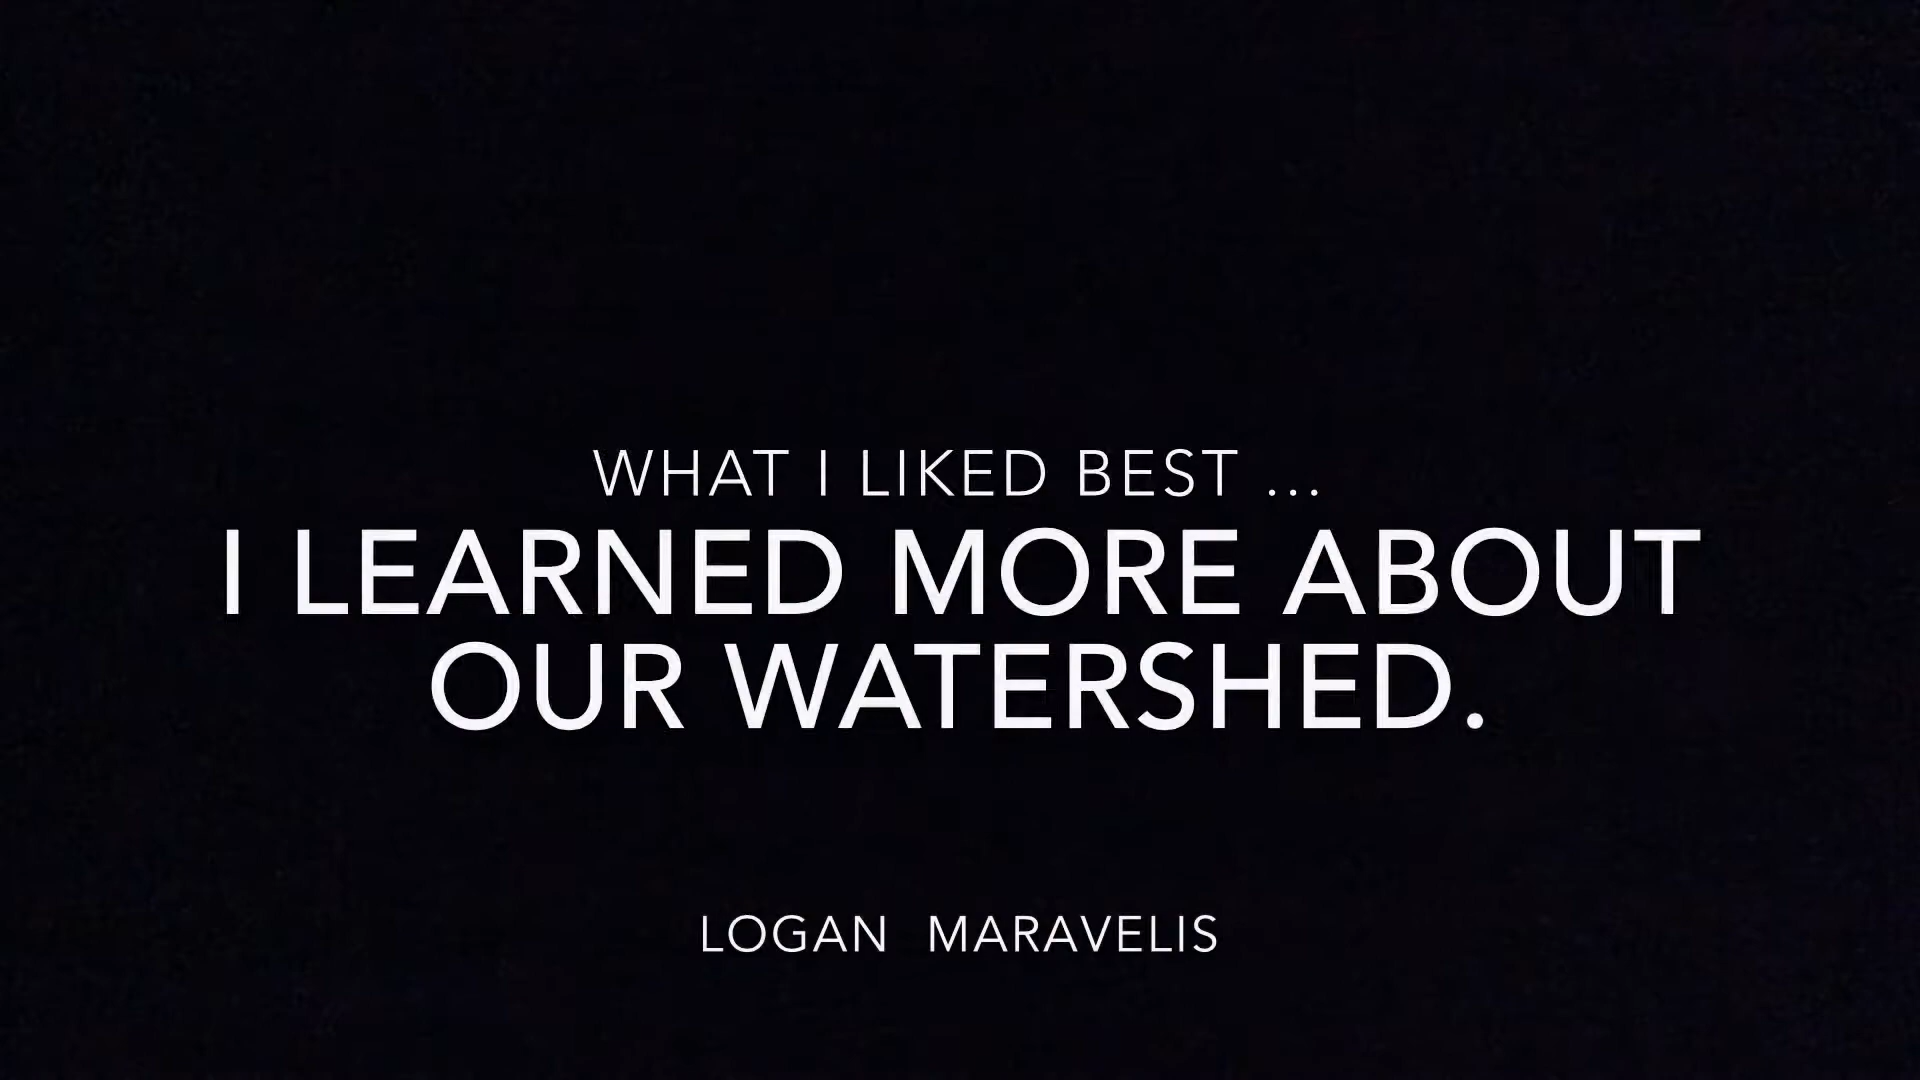 WHAT I LIKED BEST ...
I LEARNED MORE ABOUT
OUR WATERSHED.
LOGAN MARAVELIS